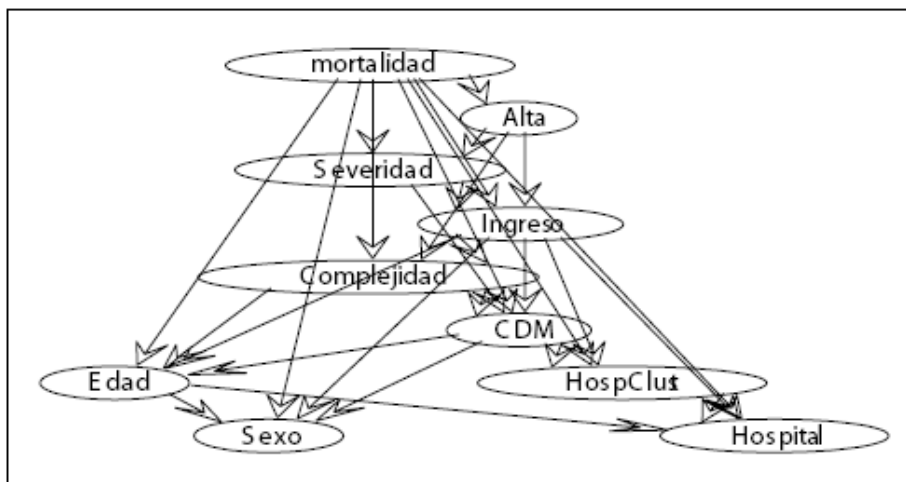 mortalidad
Alta
Severidad
Ingreso
Complejidad
CDM
Edad
HospClust
Sexo
Hospital